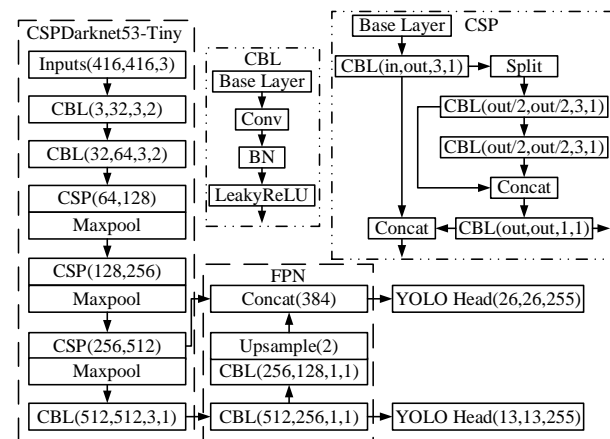 CSPDarknet53-Tiny
Inputs(416,416,3)
CBL(3,32,3,2)
CBL(32,64,3,2)
CSP(64,128)
Maxpool
CSP(128,256)
Maxpool
CSP(256,512)
Maxpool
CBL(512,512,3,1)
CBL
Base Layer
Conv
BN
LeakyReLU
Base Layer
CSP
CBL(in,out,3,1)
Split
CBL(out/2,out/2,3,1)
CBL(out/2,out/2,3,1)
Concat
Concat
CBL(out,out,1,1)
FPN
Concat(384)
YOLO Head(26,26,255)
Upsample(2)
CBL(256,128,1,1)
CBL(512,256,1,1)
YOLO Head(13,13,255)